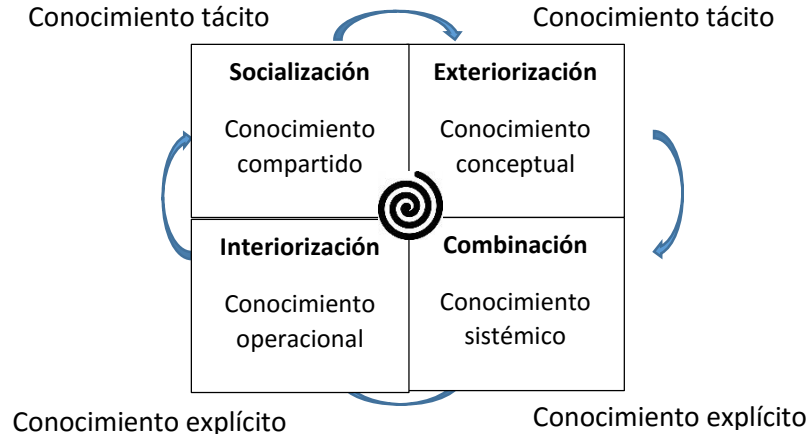 Conocimiento tácito
Conocimiento tácito
Socialización
Conocimiento
compartido
Exteriorización
Conocimiento
conceptual
Interiorización
Conocimiento
operacional
Combinación
Conocimiento
sistémico
Conocimiento explícito
Conocimiento explícito